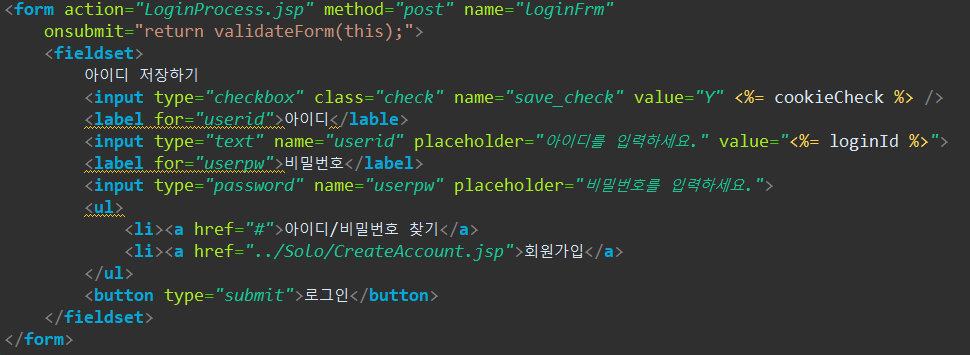 <form action="LoginProcess.jsp" method="post" name="loginFrm"
    onsubmit="return validateForm(this);">
    <fieldset>
        아이디 저장하기
        <input type="checkbox" class="check" name="save_check" value="Y" <%= cookieCheck %> />
        <label for="userid">아이디</lable>
        <input type="text" name="userid" placeholder="아이디를 입력하세요." value="<%= loginId %>">
        <label for="userpw">비밀번호</label>
        <input type="password" name="userpw" placeholder="비밀번호를 입력하세요.">
        <ul>
            <li><a href="#">아이디/비밀번호 찾기</a>
            <li><a href="../Solo/CreateAccount.jsp">회원가입</a>
        </ul>
        <button type="submit">로그인</button>
    </fieldset>
</form>